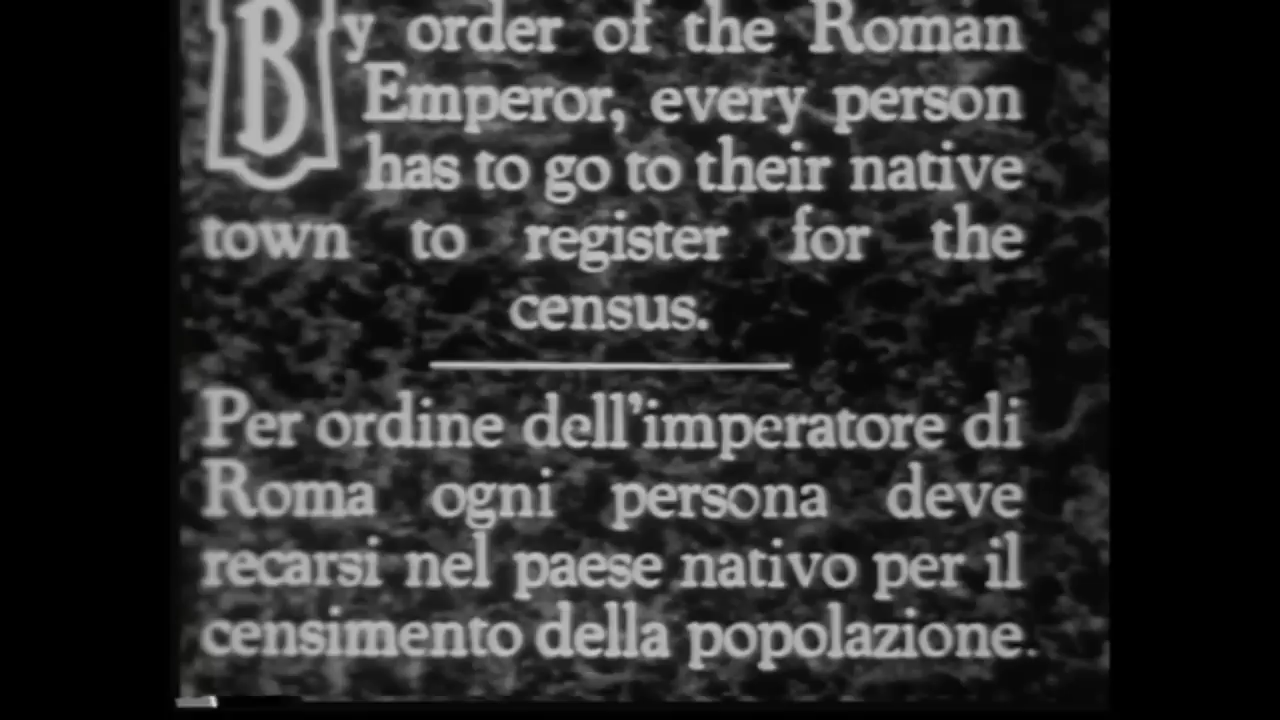 By order of the Roman
Emperor, every person
has to go to their native
town to register for the
census.
Per ordine dell'imperatore di
Roma ogni persona deve
recarsi nel paese nativo per il
censimento della popolazione.